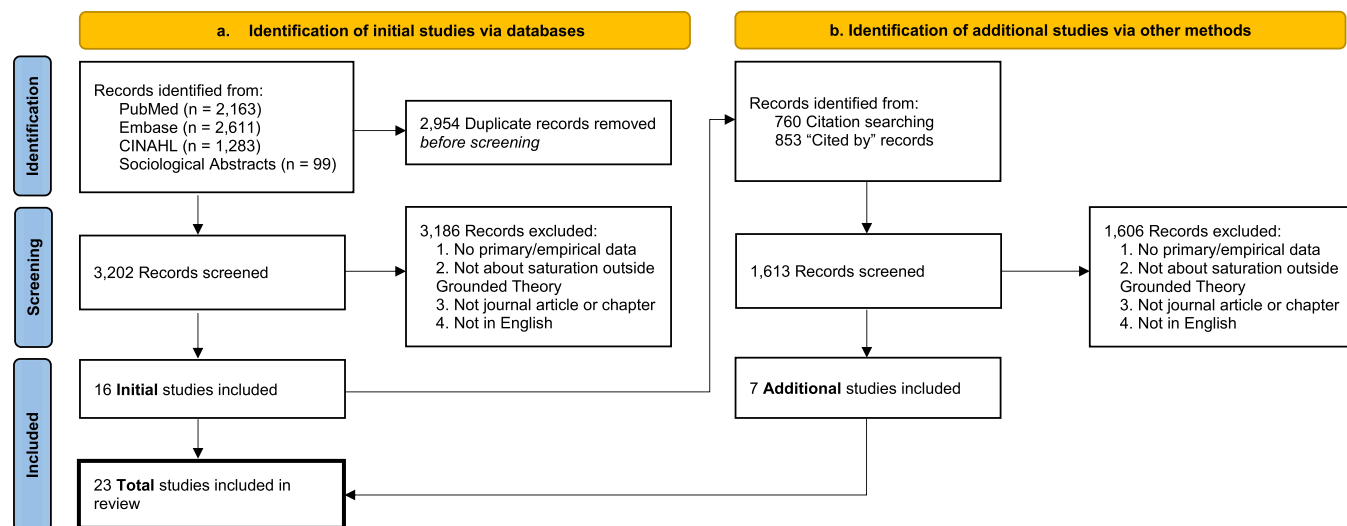 a. Identification of initial studies via databases
b. Identification of additional studies via other methods
Identification
Records identified from:
PubMed (n = 2,163)
Embase (n = 2,611)
CINAHL (n = 1,283)
Sociological Abstracts (n = 99)
2,954 Duplicate records removed
before screening
Records identified from:
760 Citation searching
853 “Cited by” records
Screening
3,202 Records screened
3,186 Records excluded:
1. No primary/empirical data
2. Not about saturation outside
Grounded Theory
3. Not journal article or chapter
4. Not in English
1,613 Records screened
1,606 Records excluded:
1. No primary/empirical data
2. Not about saturation outside
Grounded Theory
3. Not journal article or chapter
4. Not in English
Included
16 Initial studies included
7 Additional studies included
23 Total studies included in
review